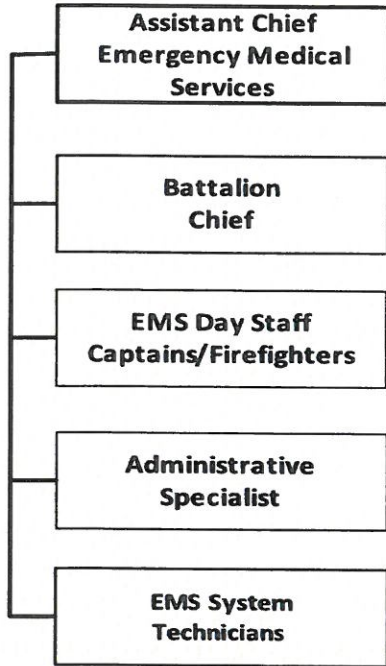 Assistant Chief
Emergency Medical
Services
Battalion
Chief
EMS Day Staff
Captains/Firefighters
Administrative
Specialist
EMS System
Technicians